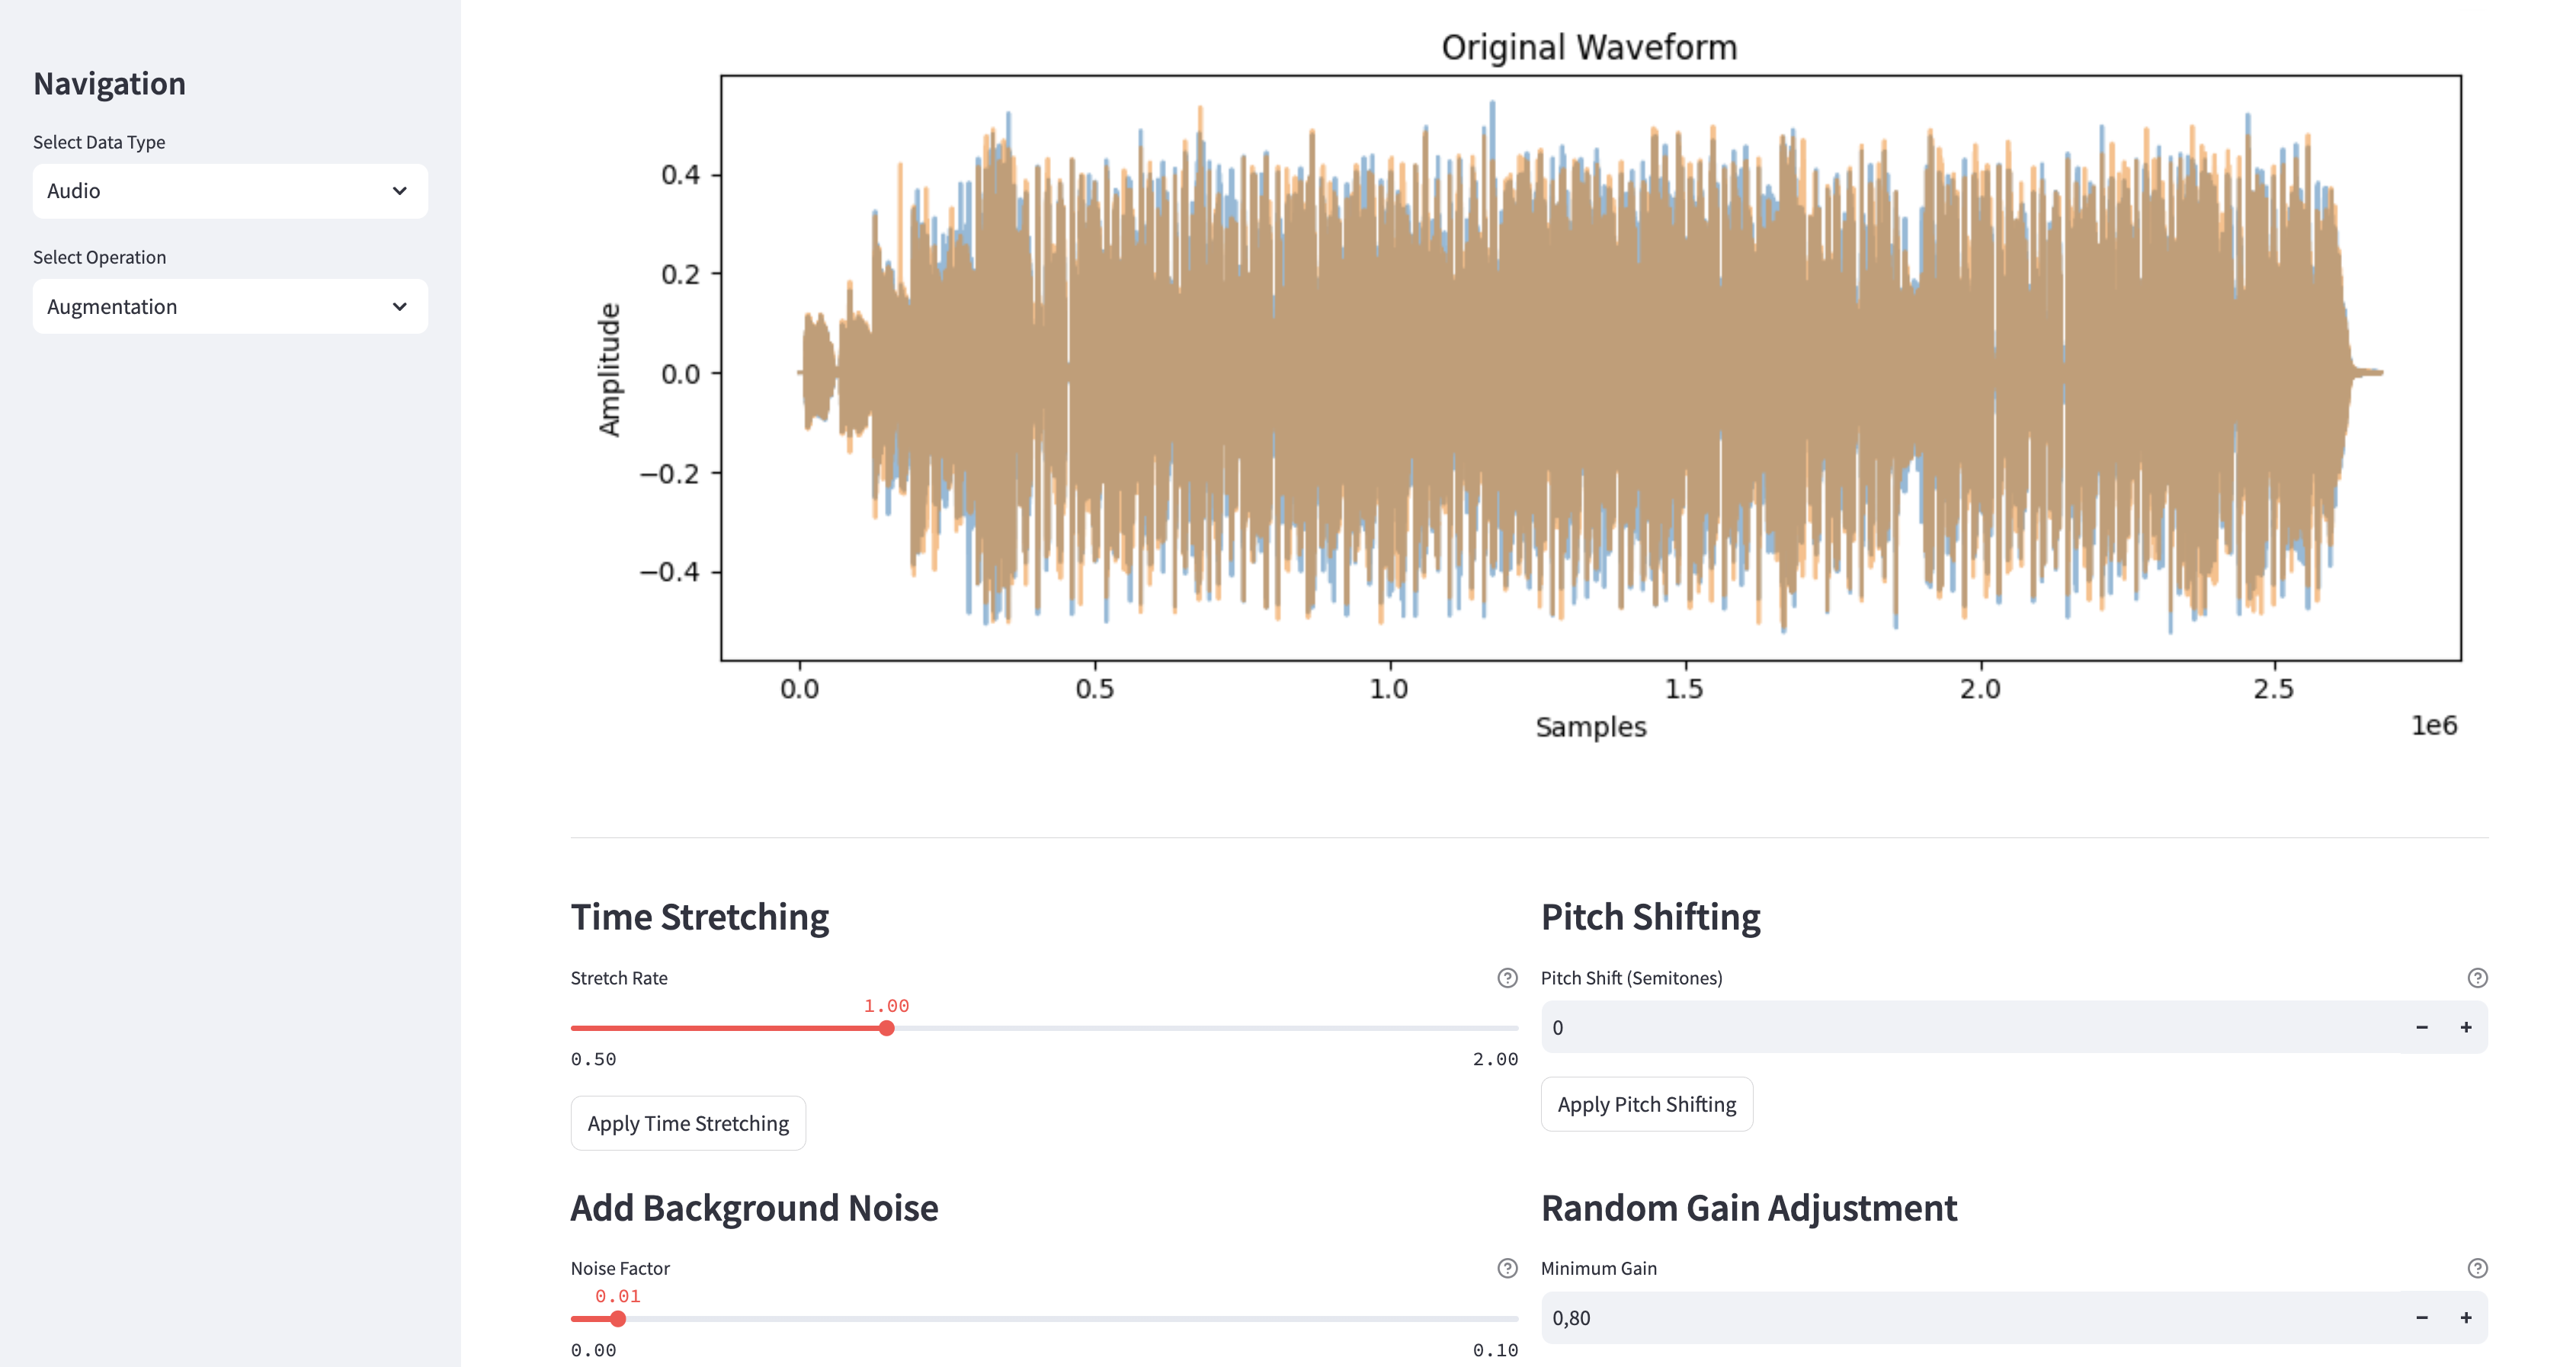 Navigation
Select Data Type
Audio
Select Operation
Augmentation
Original Waveform
Amplitude
0.4
0.2
0.0
−0.2
−0.4
0.0 0.5 1.0 1.5 2.0 2.5
Samples
1e6
Time Stretching
Stretch Rate
1.00
0.50 2.00
Apply Time Stretching
Pitch Shifting
Pitch Shift (Semitones)
0
Apply Pitch Shifting
Add Background Noise
Noise Factor
0.01
0.00 0.10
Random Gain Adjustment
Minimum Gain
0,80